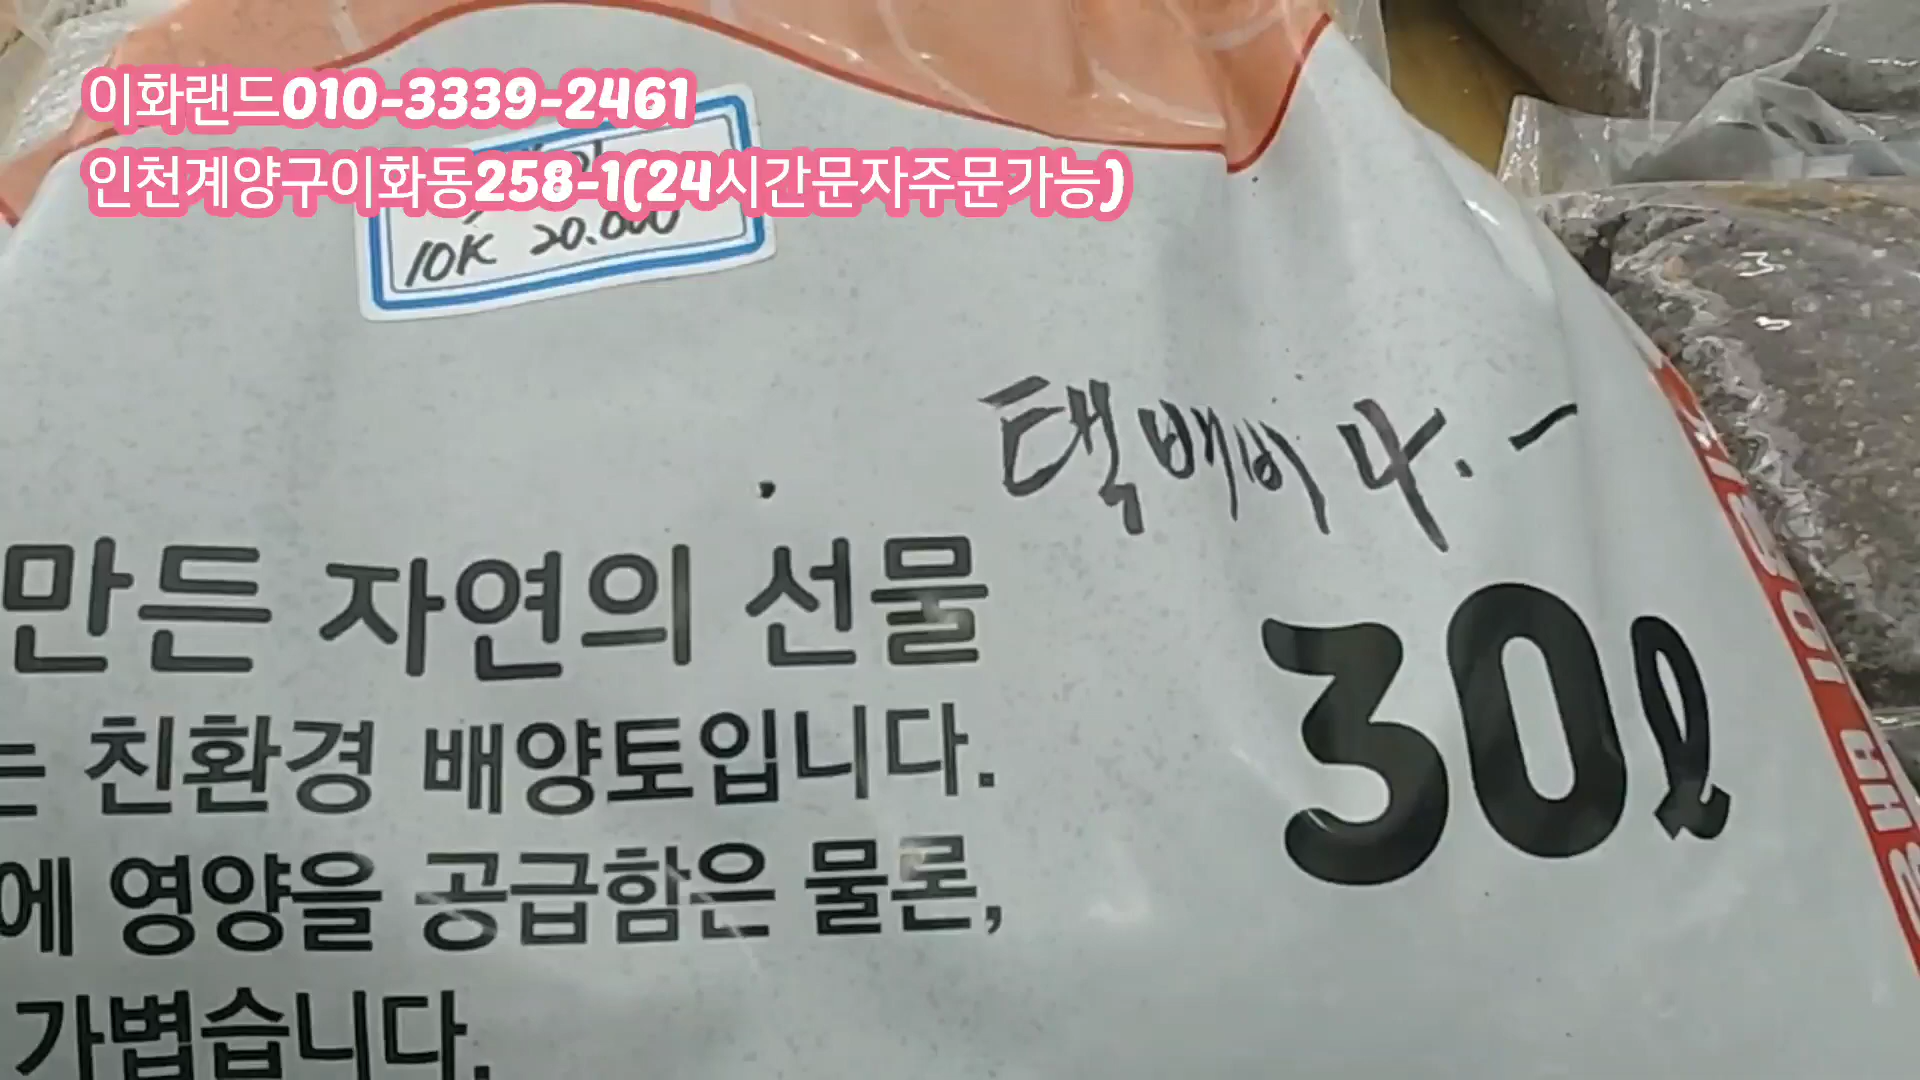 이화랜드010-3339-2461
인천계양구이화동258-1(24시간문자주문가능)
10K 20.000
택배비 4.-
만든 자연의 선물
30ℓ
는 친환경 배양토입니다.
에 영양을 공급함은 물론,
가볍습니다.